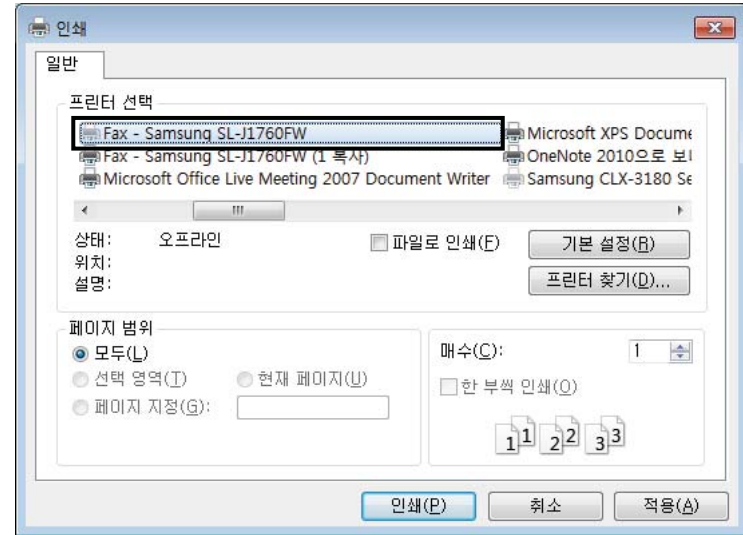 인쇄
일반
프린터 선택
Fax - Samsung SL-J1760FW
Microsoft XPS Docume
Fax - Samsung SL-J1760FW (1 복사)
OneNote 2010으로 보
Microsoft Office Live Meeting 2007 Document Writer
Samsung CLX-3180 Se
상태: 오프라인
파일로 인쇄(F)
기본 설정(R)
위치:
설명:
프린터 찾기(D)...
페이지 범위
모두(L)
매수(C): 1
선택 영역(T)
현재 페이지(U)
한 부씩 인쇄(O)
페이지 지정(G):
1 1 2 2 3 3
인쇄(P)
취소
적용(A)